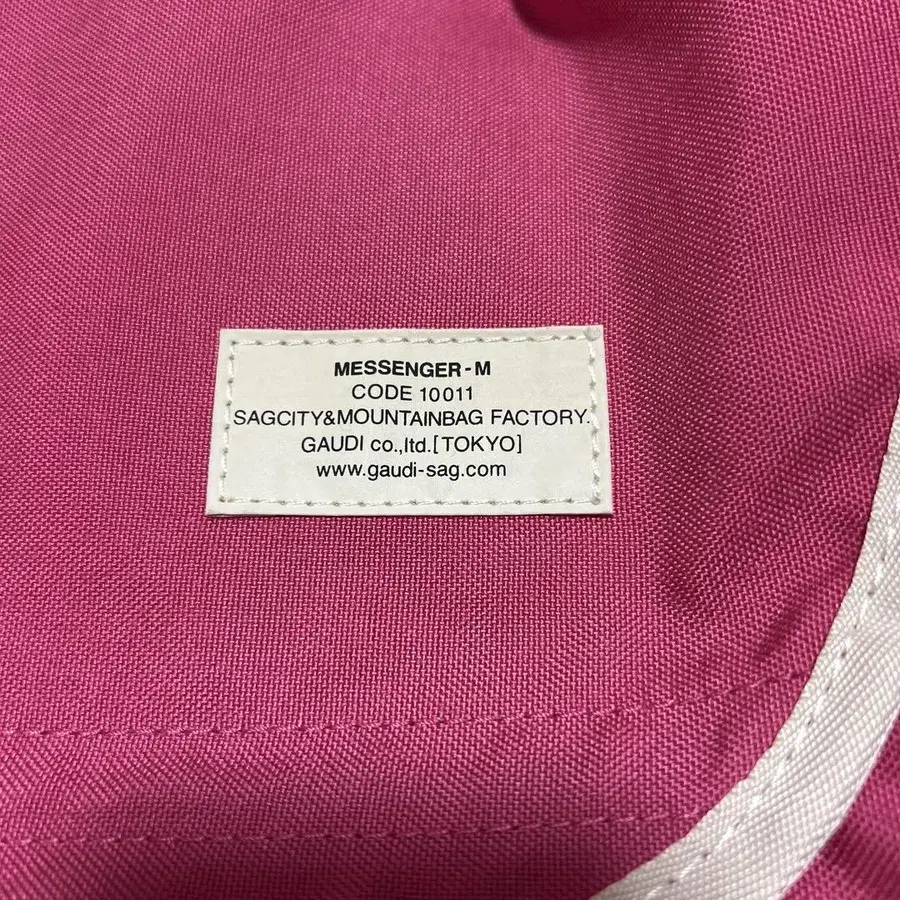 MESSENGER-M
CODE 10011
SAGCITY&MOUNTAINBAG FACTORY.
GAUDI co.,ltd.[TOKYO]
www.gaudi-sag.com